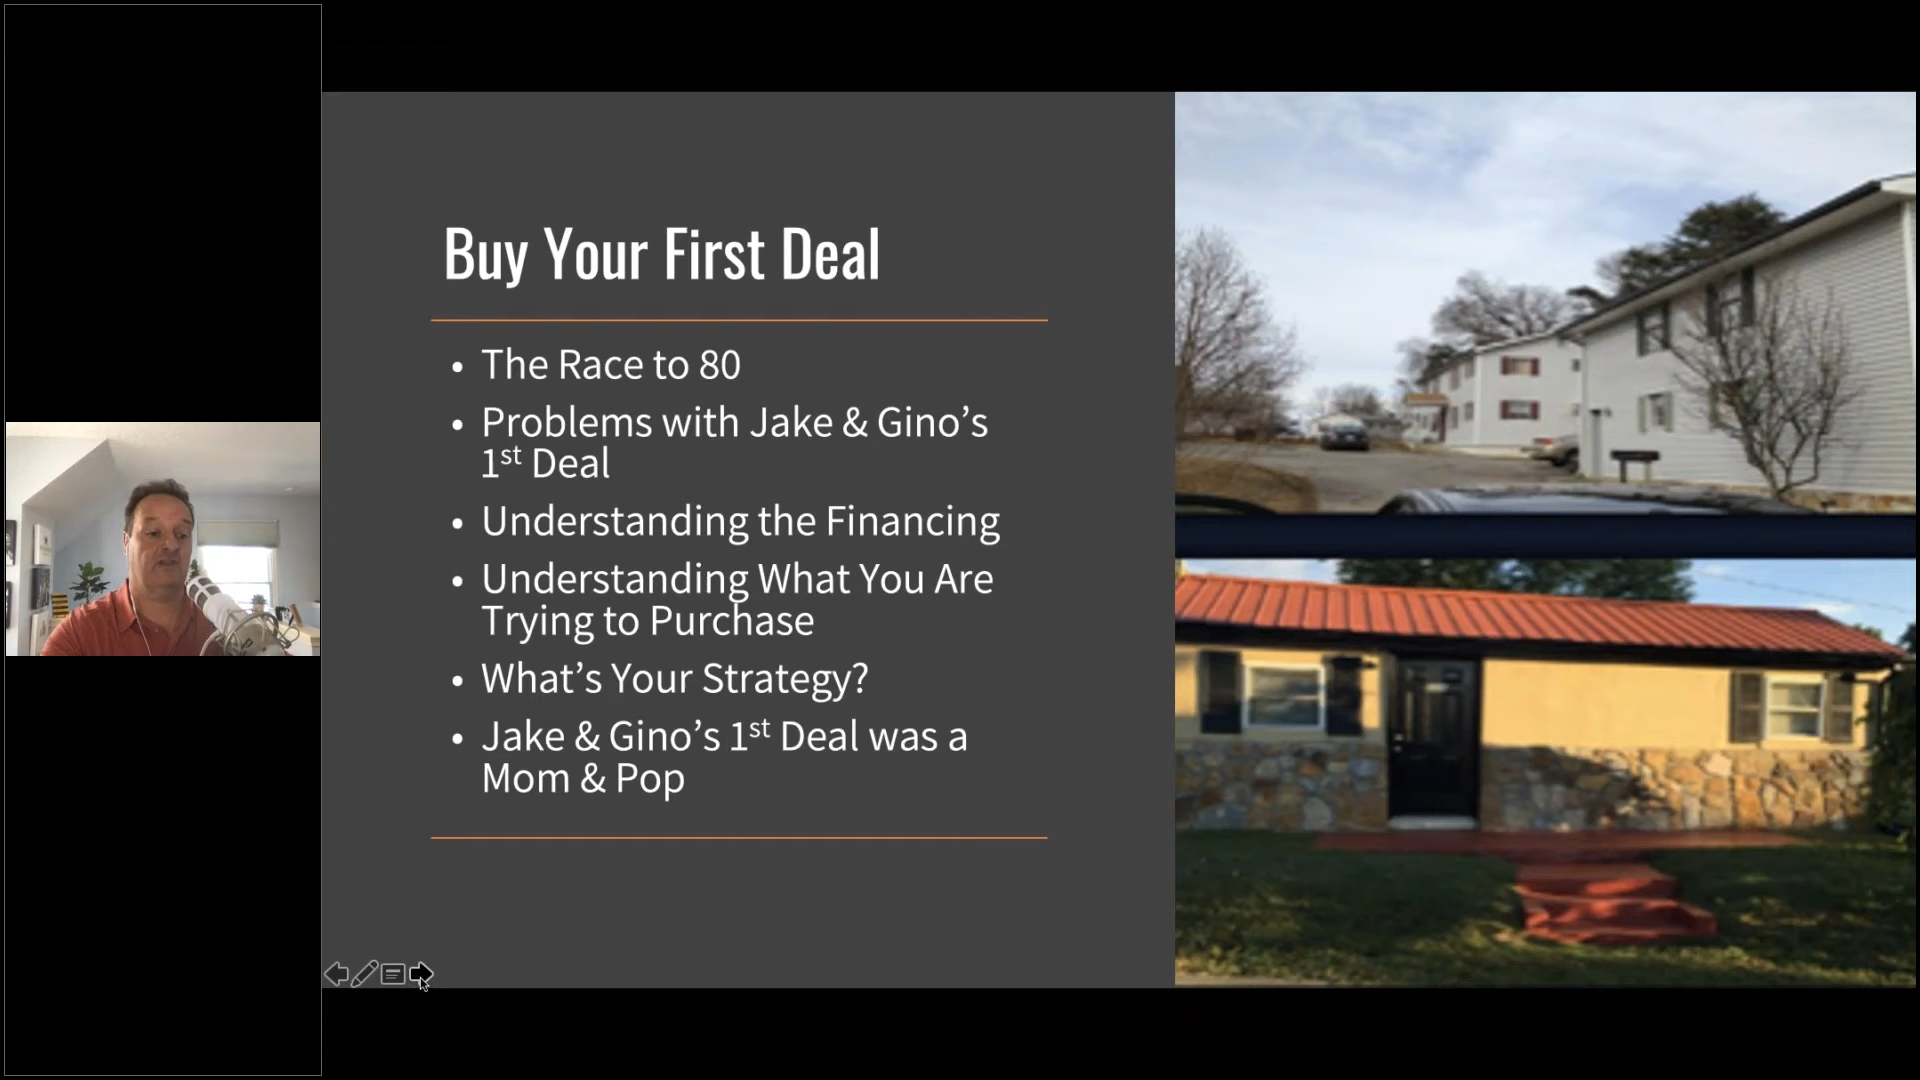 Buy Your First Deal
• The Race to 80
• Problems with Jake & Gino’s
1st Deal
• Understanding the Financing
• Understanding What You Are
Trying to Purchase
• What’s Your Strategy?
• Jake & Gino’s 1st Deal was a
Mom & Pop